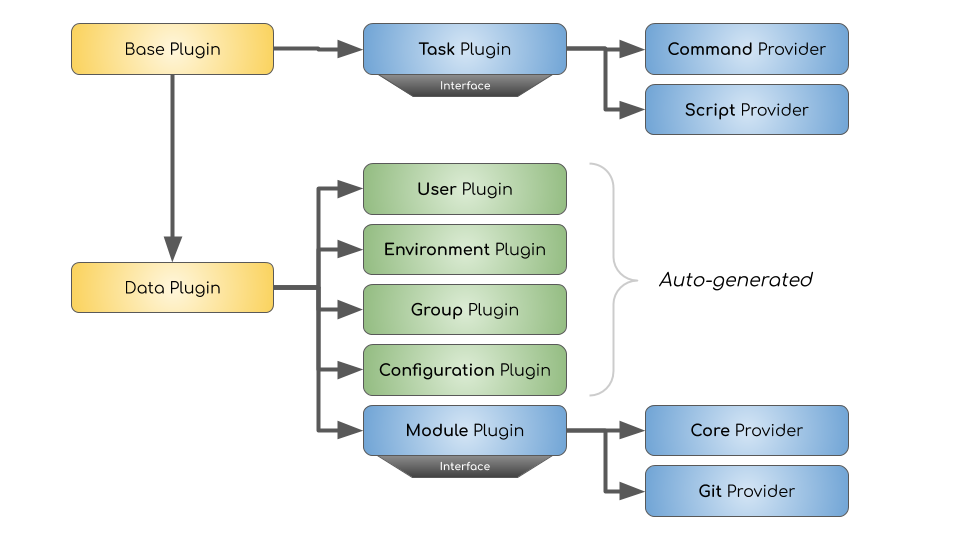 Base Plugin
Task Plugin
Interface
Command Provider
Script Provider
User Plugin
Environment Plugin
Group Plugin
Configuration Plugin
Auto-generated
Data Plugin
Module Plugin
Interface
Core Provider
Git Provider